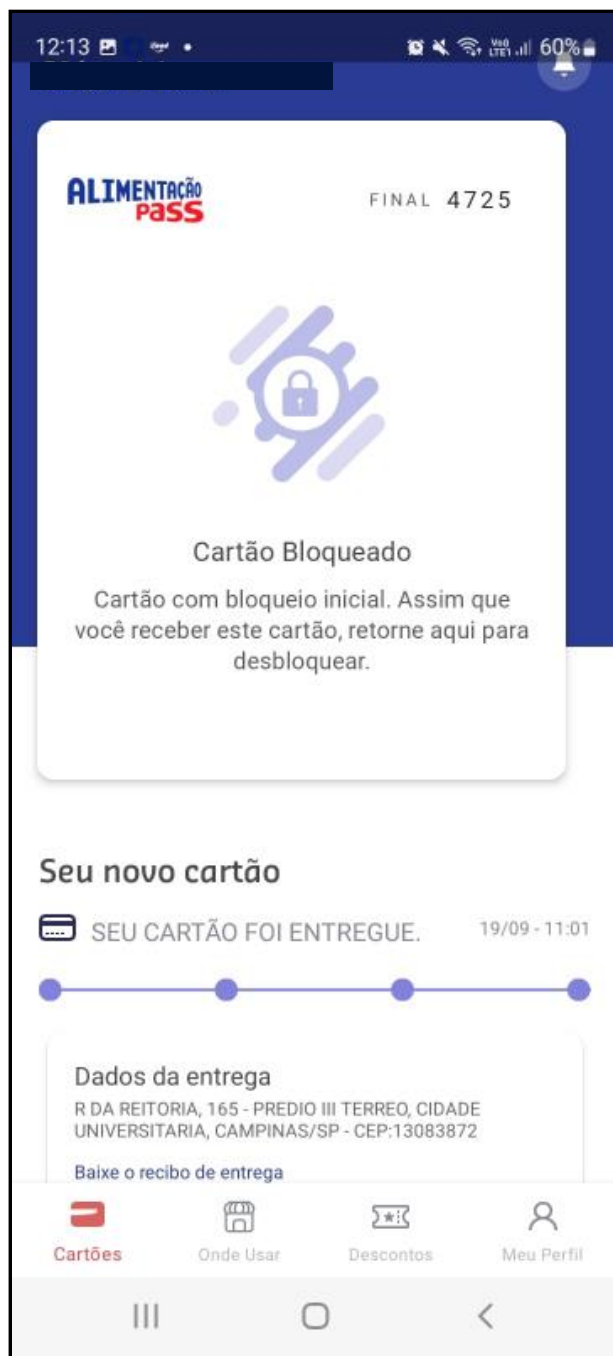 12:13
VoD LTE1 60%
ALIMENTAÇÃO
Pass
FINAL 4725
Cartão Bloqueado
Cartão com bloqueio inicial. Assim que
você receber este cartão, retorne aqui para
desbloquear.
Seu novo cartão
SEU CARTÃO FOI ENTREGUE. 19/09 - 11:01
Dados da entrega
R DA REITORIA, 165 - PREDIO III TERREO, CIDADE
UNIVERSITARIA, CAMPINAS/SP - CEP:13083872
Baixe o recibo de entrega
Cartões Onde Usar Descontos Meu Perfil